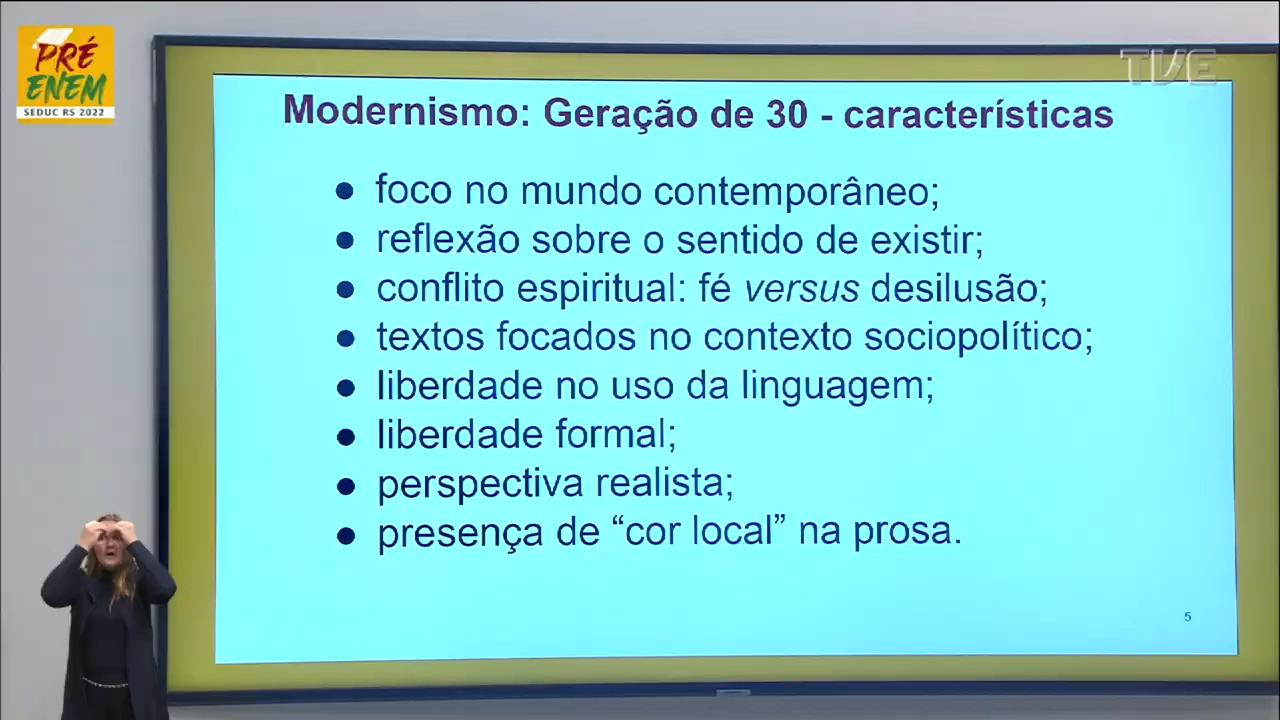 PRÉ
ENEM
SEDUC RS 2022
TVE
Modernismo: Geração de 30 - características
● foco no mundo contemporâneo;
● reflexão sobre o sentido de existir;
● conflito espiritual: fé versus desilusão;
● textos focados no contexto sociopolítico;
● liberdade no uso da linguagem;
● liberdade formal;
● perspectiva realista;
● presença de “cor local” na prosa.
5